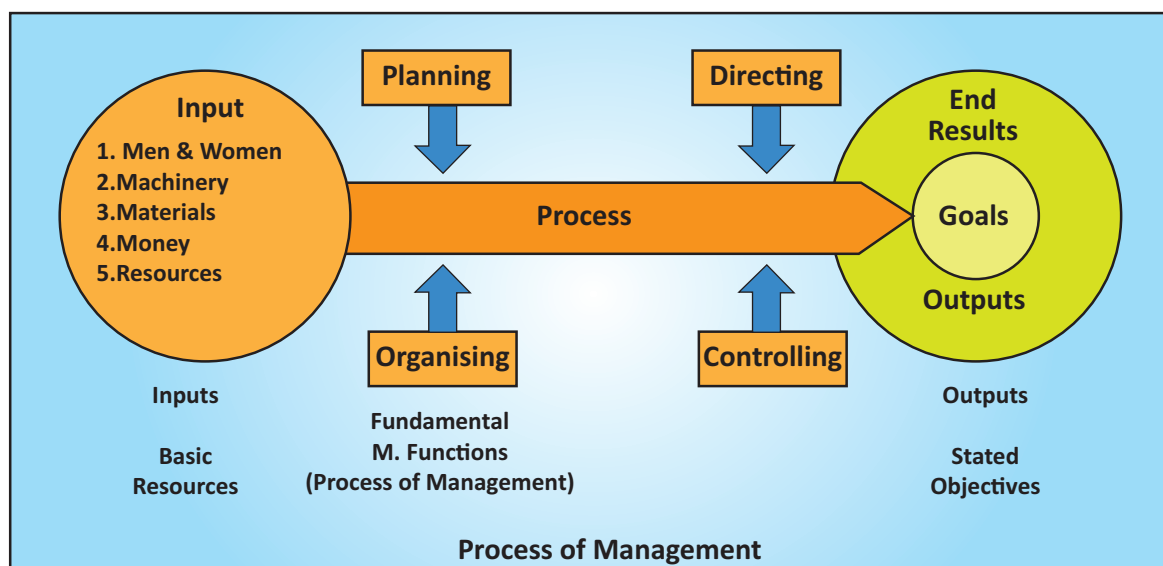 Planning
Directing
Input
1. Men & Women
2.Machinery
3.Materials
4.Money
5.Resources
Process
End
Results
Goals
Outputs
Organising
Controlling
Inputs
Basic
Resources
Fundamental
M. Functions
(Process of Management)
Outputs
Stated
Objectives
Process of Management